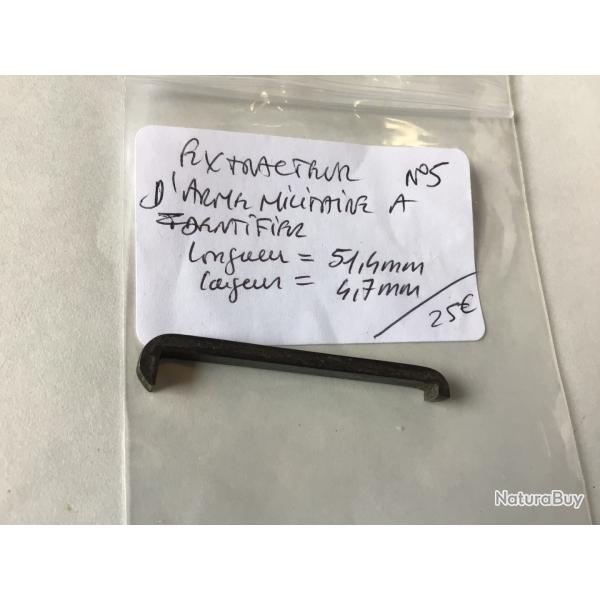 EXTRACTEUR N°5
D'ARME MILITAIRE A
IDENTIFIER
Longueur = 51,4mm
Largeur = 4,7mm
25€
NaturaBuy